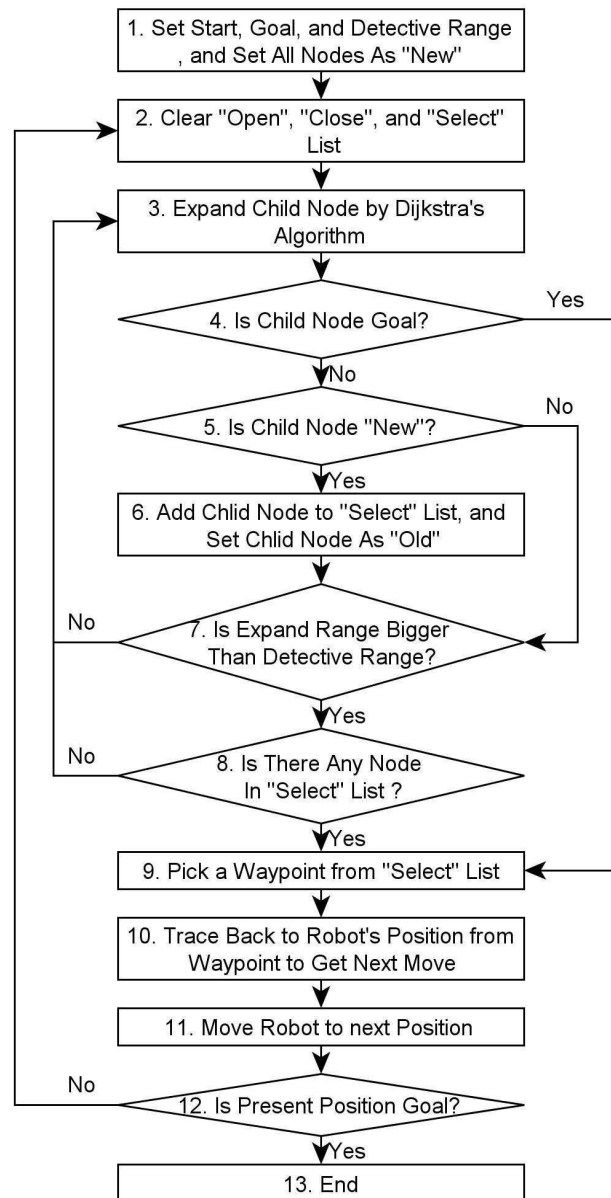 1. Set Start, Goal, and Detective Range
, and Set All Nodes As "New"
2. Clear "Open", "Close", and "Select"
List
3. Expand Child Node by Dijkstra's
Algorithm
4. Is Child Node Goal?
Yes
No
5. Is Child Node "New"?
No
Yes
6. Add Chlid Node to "Select" List, and
Set Chlid Node As "Old"
No
7. Is Expand Range Bigger
Than Detective Range?
Yes
No
8. Is There Any Node
In "Select" List ?
Yes
9. Pick a Waypoint from "Select" List
10. Trace Back to Robot's Position from
Waypoint to Get Next Move
11. Move Robot to next Position
No
12. Is Present Position Goal?
Yes
13. End